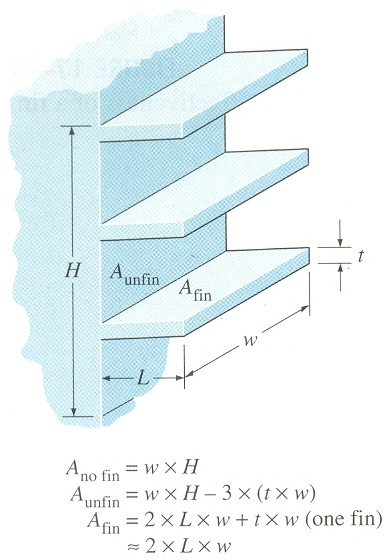 H
A_unfin
A_fin
t
w
L
A_no fin = w × H
A_unfin = w × H – 3 × (t × w)
A_fin = 2 × L × w + t × w (one fin)
≈ 2 × L × w